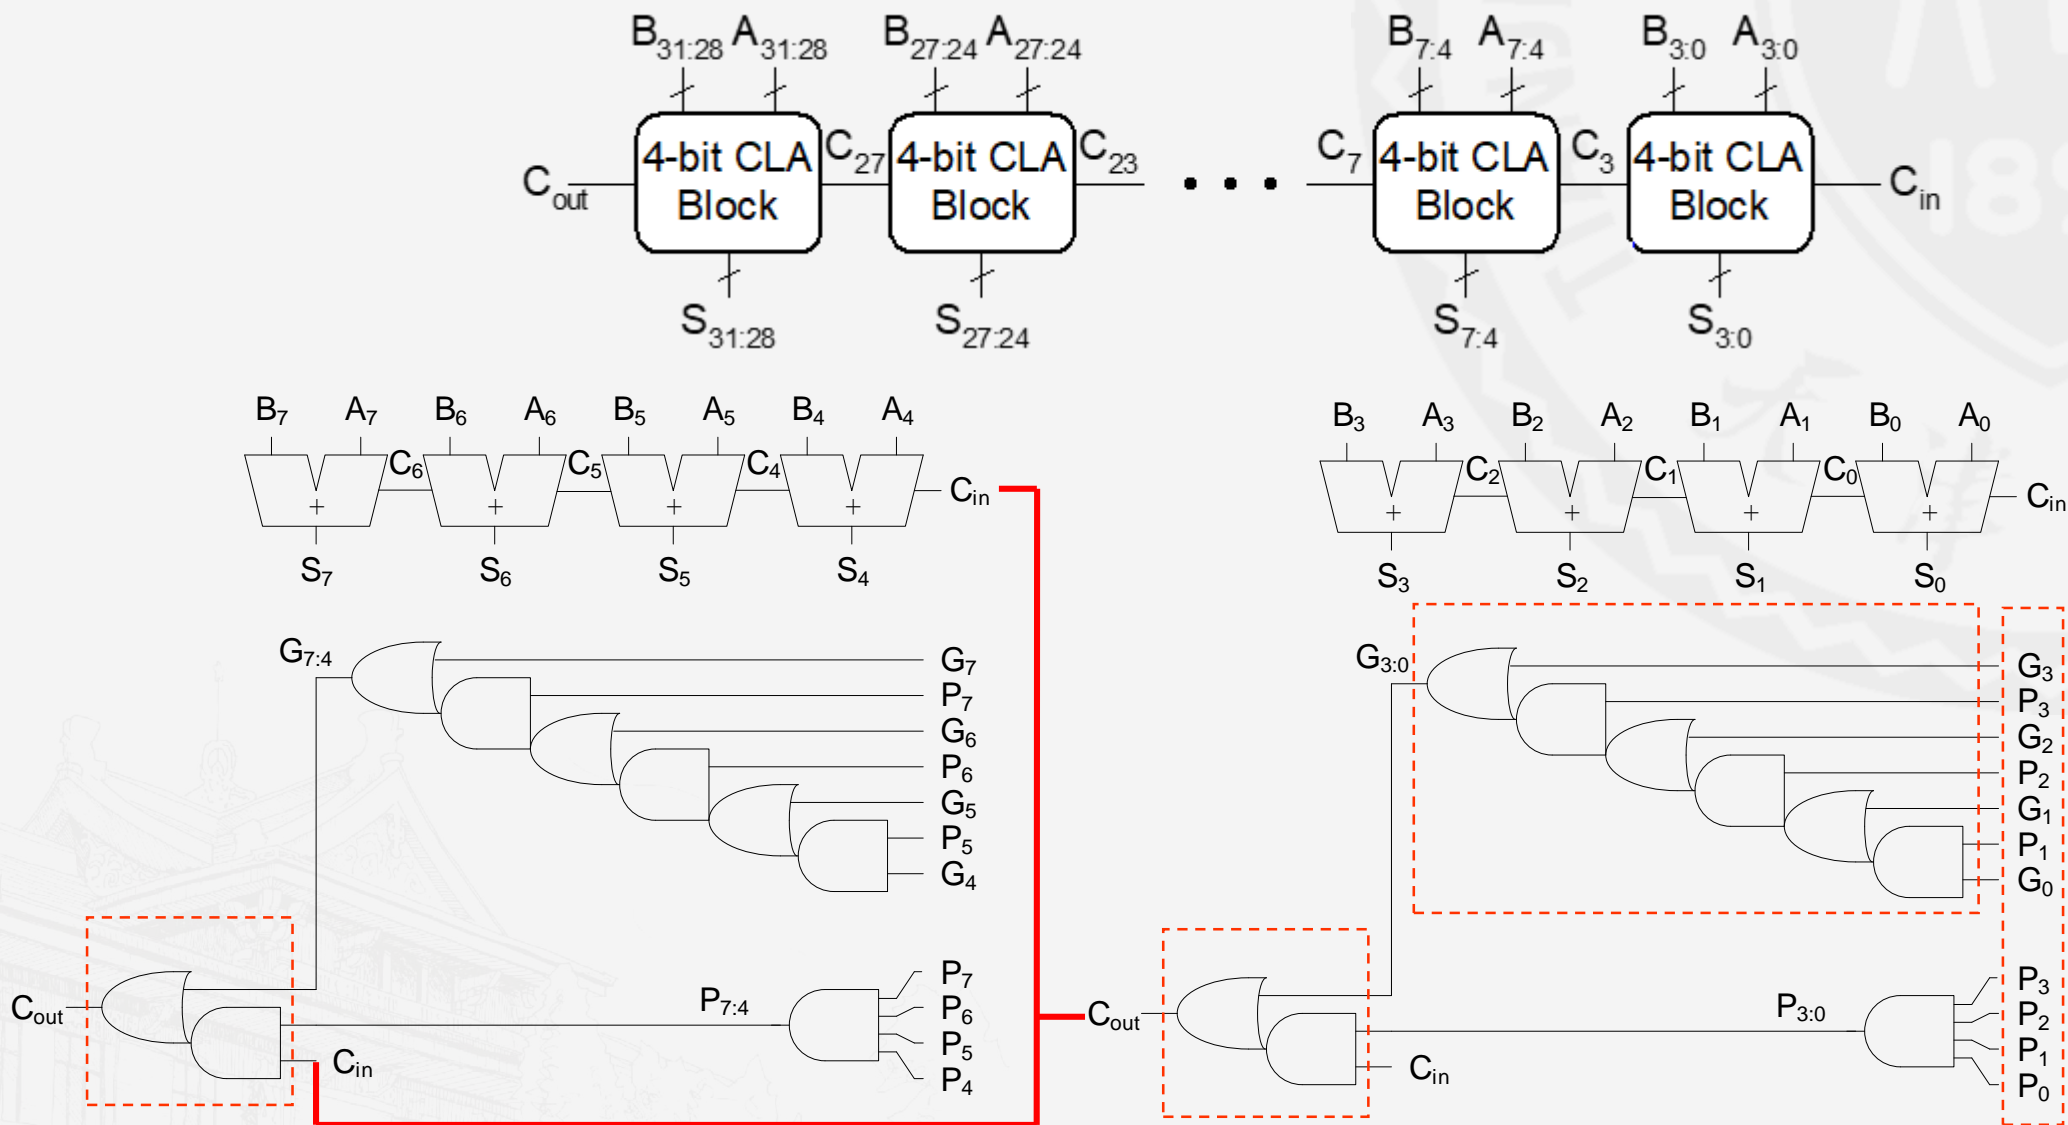 B31:28 A31:28 B27:24 A27:24 B7:4 A7:4 B3:0 A3:0
Cout 4-bit CLA Block C27 4-bit CLA Block C23 • • • C7 4-bit CLA Block C3 4-bit CLA Block Cin
S31:28 S27:24 S7:4 S3:0
B7 A7 B6 A6 B5 A5 B4 A4
C6 C5 C4 Cin
+ + + +
S7 S6 S5 S4
B3 A3 B2 A2 B1 A1 B0 A0
C2 C1 C0 Cin
+ + + +
S3 S2 S1 S0
G7:4
G7
P7
G6
P6
G5
P5
G4
P7:4
P7
P6
P5
P4
Cout
Cin
G3:0
G3
P3
G2
P2
G1
P1
G0
P3:0
P3
P2
P1
P0
Cout
Cin